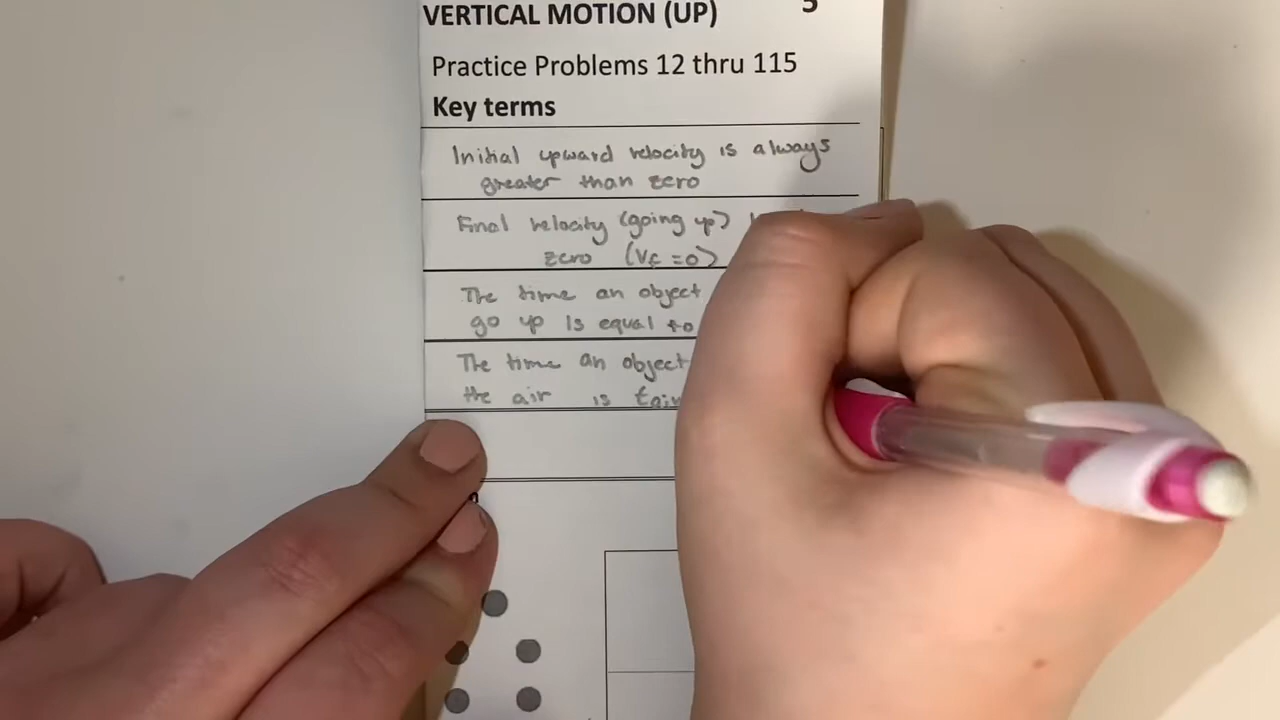 VERTICAL MOTION (UP) 5
Practice Problems 12 thru 115
Key terms
Initial upward velocity is always
greater than zero
Final velocity (going up)
zero (Vf =0)
The time an object
go up is equal to
The time an object
the air is